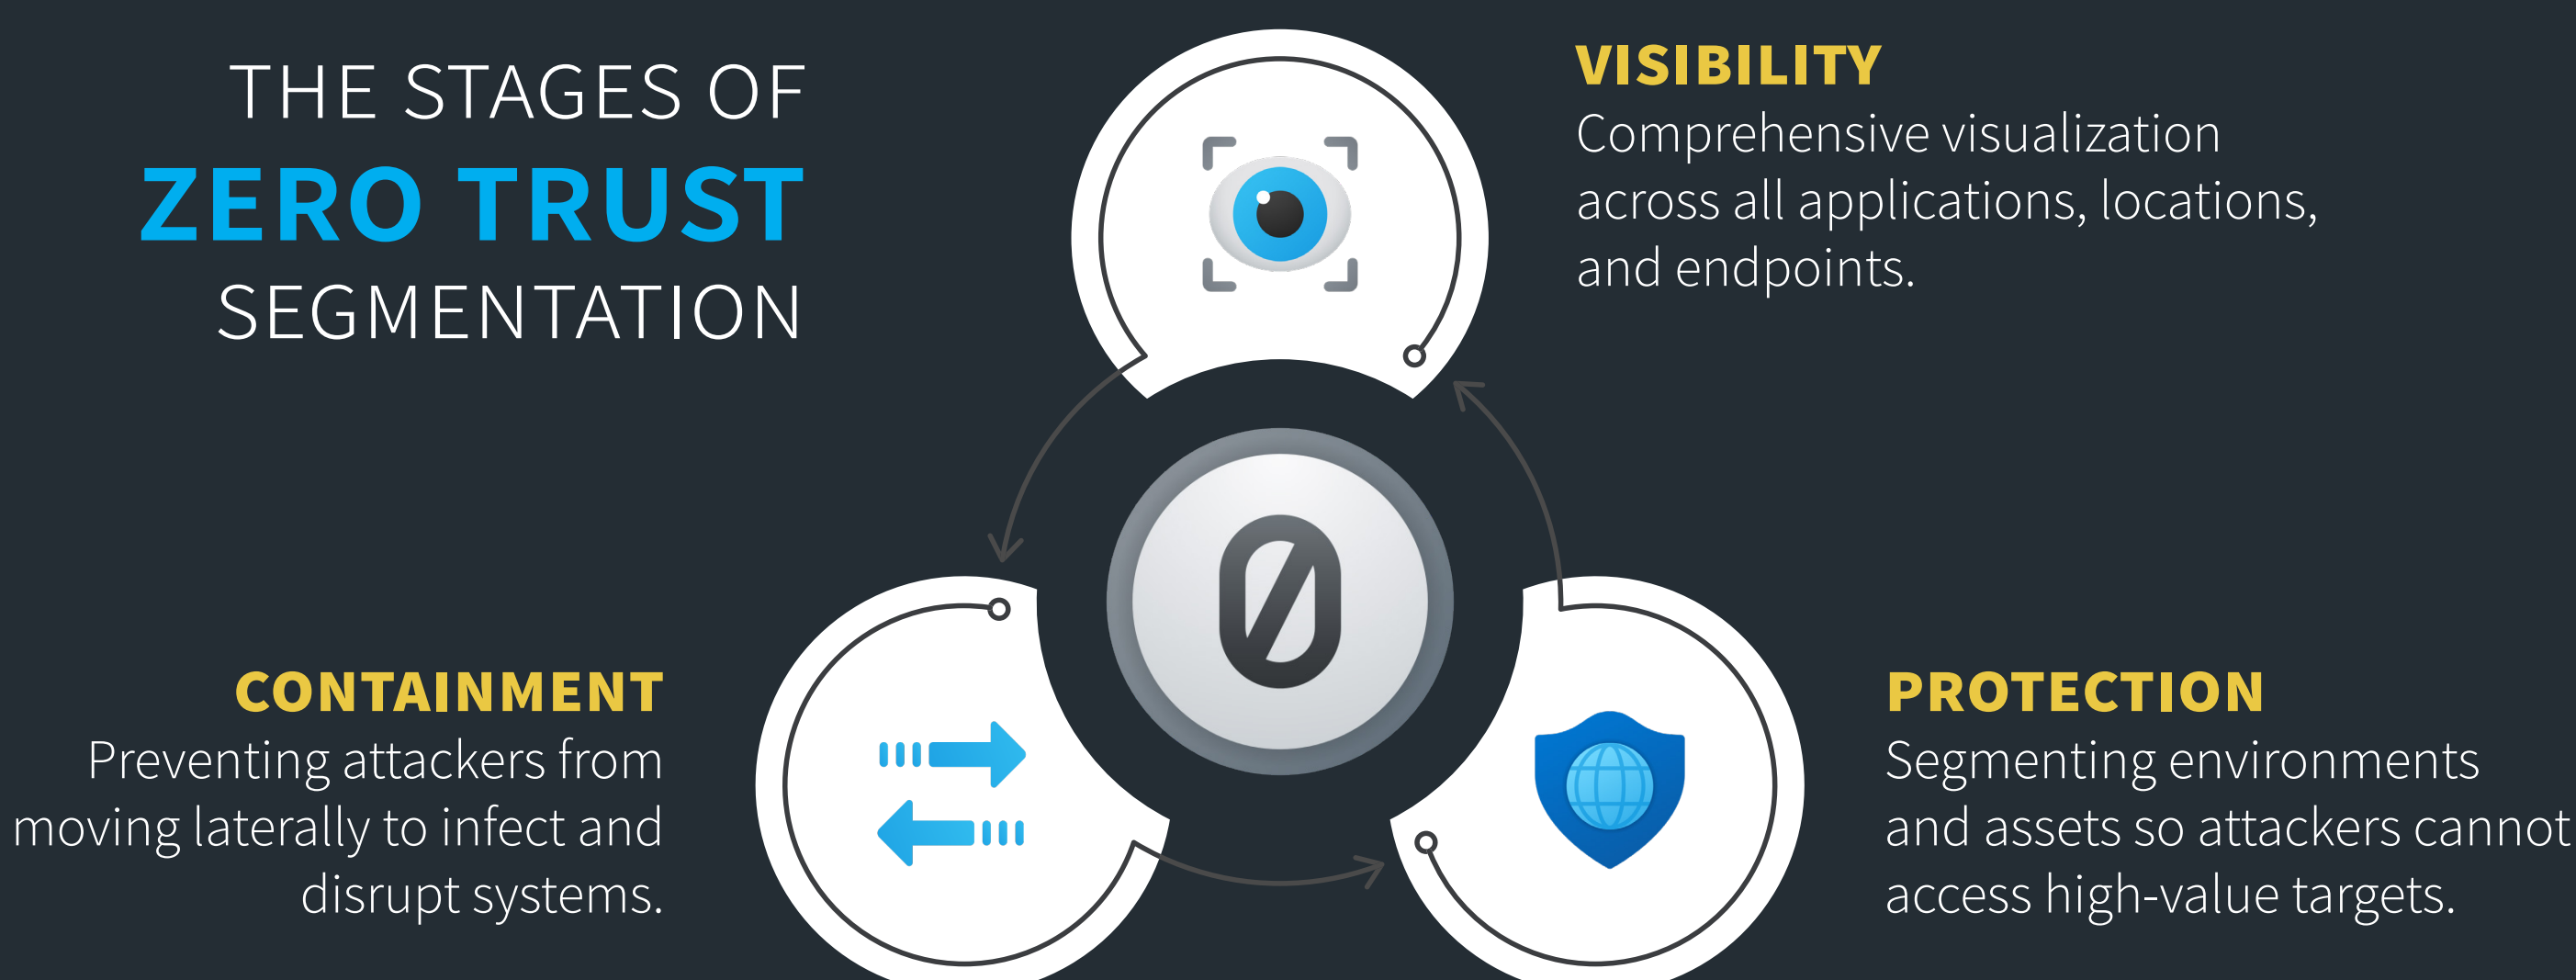 THE STAGES OF
ZERO TRUST
SEGMENTATION
VISIBILITY
Comprehensive visualization
across all applications, locations,
and endpoints.
0
CONTAINMENT
Preventing attackers from
moving laterally to infect and
disrupt systems.
PROTECTION
Segmenting environments
and assets so attackers cannot
access high-value targets.